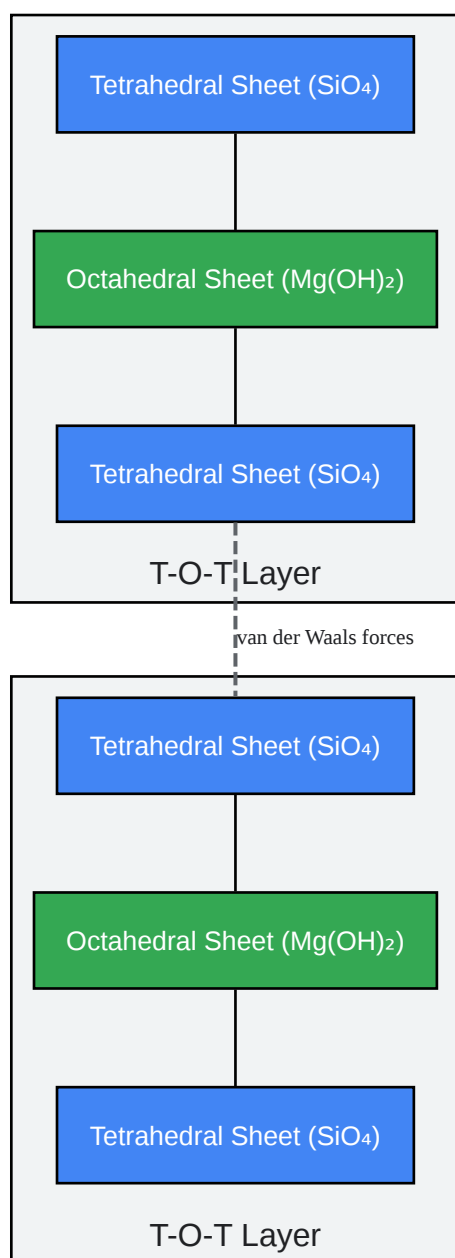 Tetrahedral Sheet (SiO₄)
Octahedral Sheet (Mg(OH)₂)
Tetrahedral Sheet (SiO₄)
T-O-T Layer
van der Waals forces
Tetrahedral Sheet (SiO₄)
Octahedral Sheet (Mg(OH)₂)
Tetrahedral Sheet (SiO₄)
T-O-T Layer